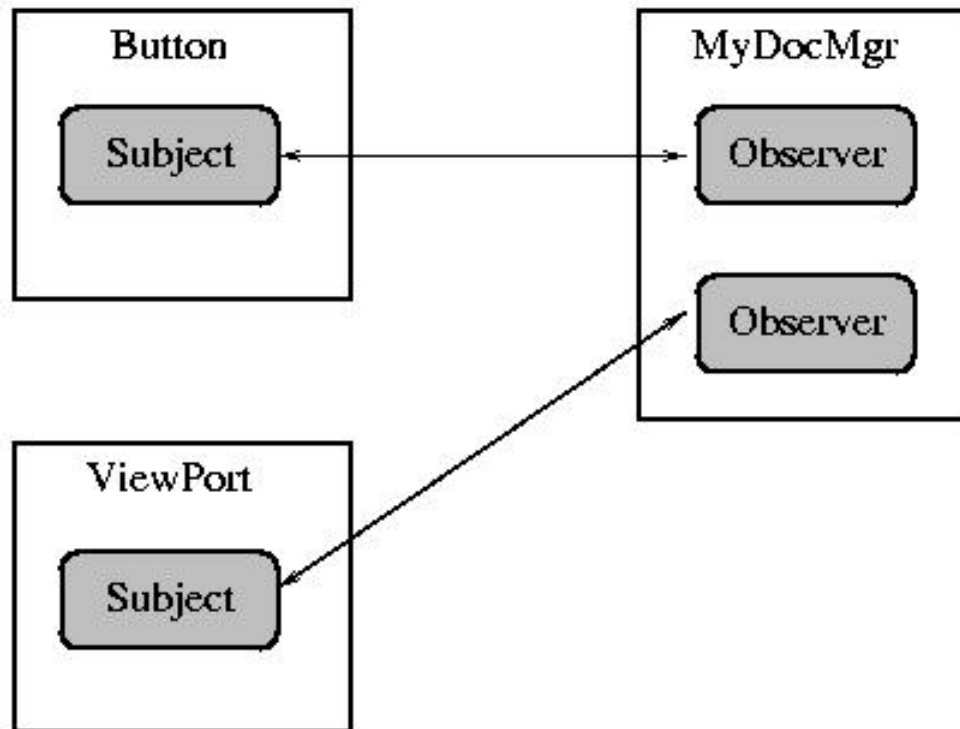 Button
Subject
MyDocMgr
Observer
Observer
ViewPort
Subject